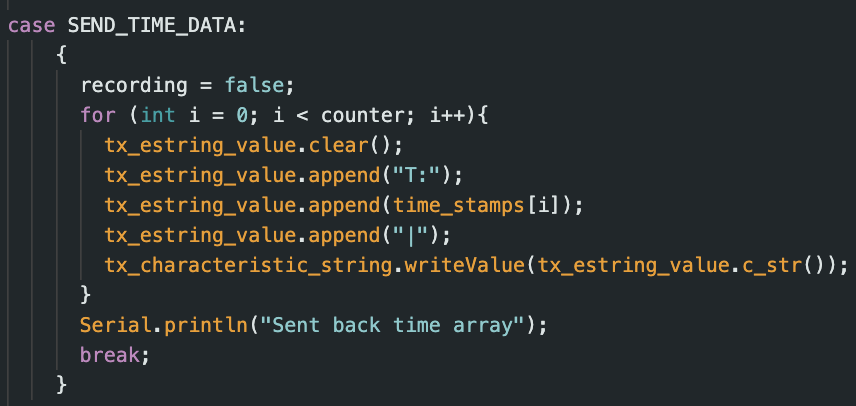 case SEND_TIME_DATA:
{
recording = false;
for (int i = 0; i < counter; i++){
tx_estring_value.clear();
tx_estring_value.append("T:");
tx_estring_value.append(time_stamps[i]);
tx_estring_value.append("|");
tx_characteristic_string.writeValue(tx_estring_value.c_str());
}
Serial.println("Sent back time array");
break;
}